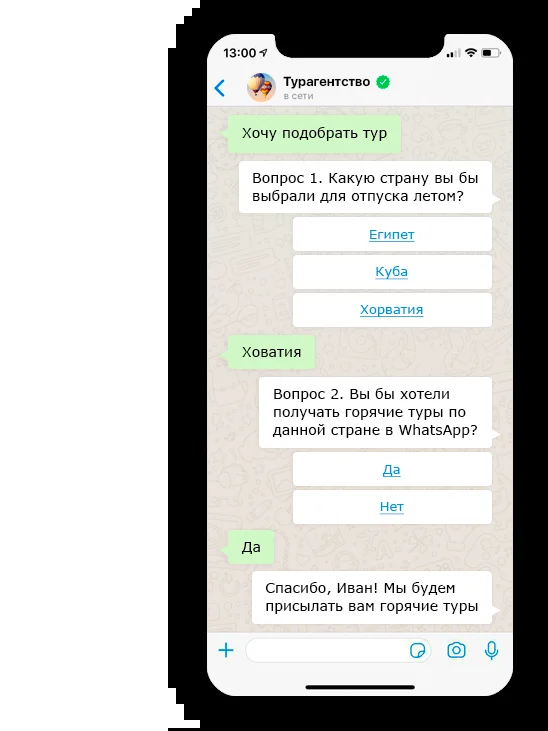 13:00
Турагентство
в сети
Хочу подобрать тур
Вопрос 1. Какую страну вы бы
выбрали для отпуска летом?
Египет
Куба
Хорватия
Ховатия
Вопрос 2. Вы бы хотели
получать горячие туры по
данной стране в WhatsApp?
Да
Нет
Да
Спасибо, Иван! Мы будем
присылать вам горячие туры